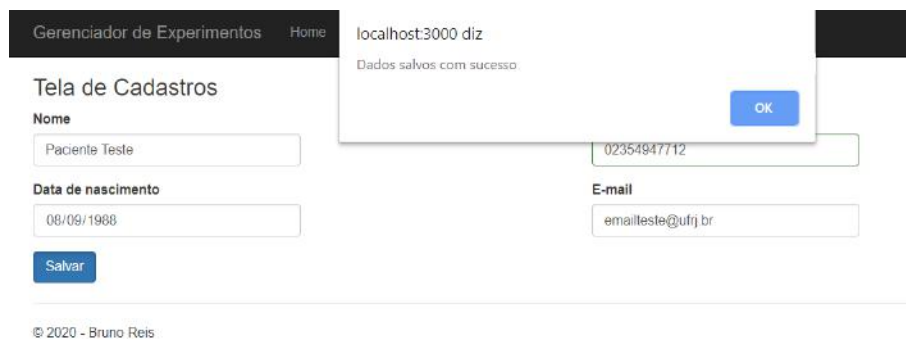 Gerenciador de Experimentos Home
localhost:3000 diz
Dados salvos com sucesso
OK
Tela de Cadastros
Nome
Paciente Teste 02354947712
Data de nascimento E-mail
08/09/1988 emailteste@ufrj.br
Salvar
© 2020 - Bruno Reis